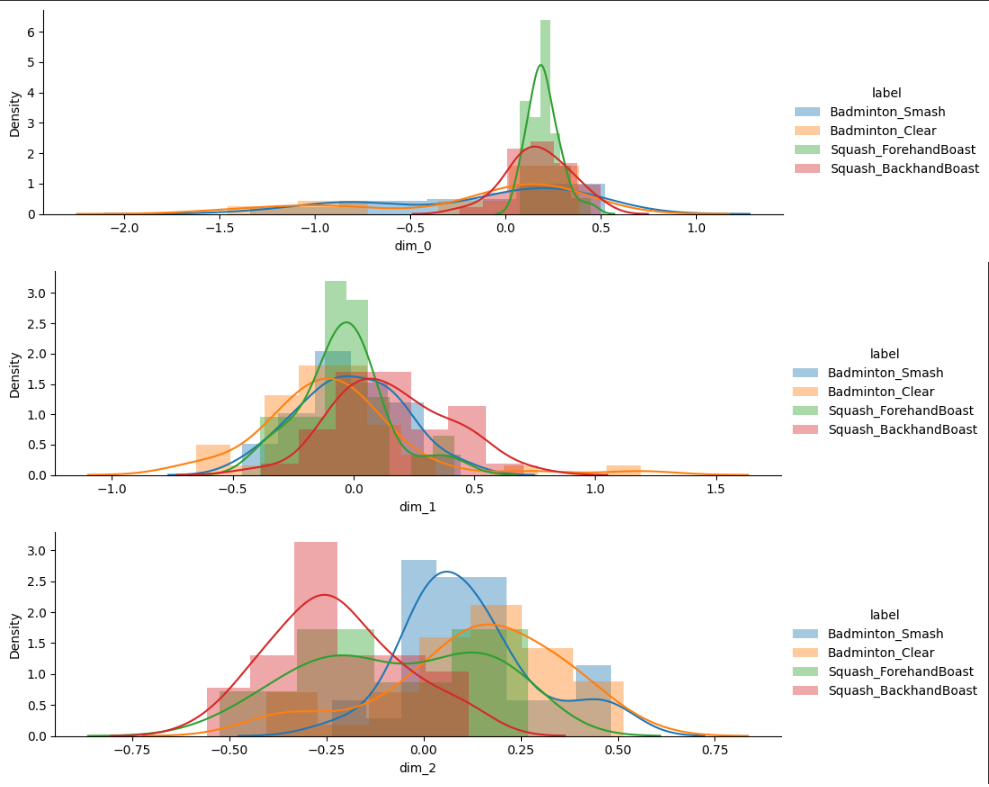 6
5
4
3
2
1
0
Density
−2.0 −1.5 −1.0 −0.5 0.0 0.5 1.0
dim_0
label
Badminton_Smash
Badminton_Clear
Squash_ForehandBoast
Squash_BackhandBoast
3.0
2.5
2.0
1.5
1.0
0.5
0.0
Density
−1.0 −0.5 0.0 0.5 1.0 1.5
dim_1
label
Badminton_Smash
Badminton_Clear
Squash_ForehandBoast
Squash_BackhandBoast
3.0
2.5
2.0
1.5
1.0
0.5
0.0
Density
−0.75 −0.50 −0.25 0.00 0.25 0.50 0.75
dim_2
label
Badminton_Smash
Badminton_Clear
Squash_ForehandBoast
Squash_BackhandBoast